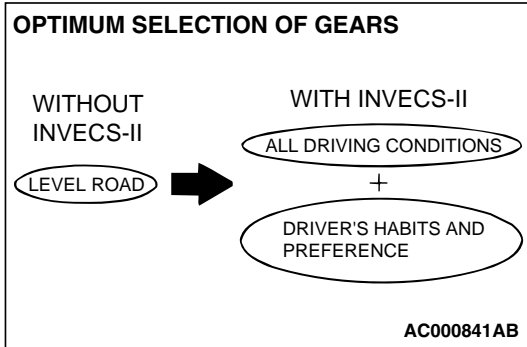 OPTIMUM SELECTION OF GEARS
WITHOUT
INVECS-II
LEVEL ROAD
WITH INVECS-II
ALL DRIVING CONDITIONS
+
DRIVER'S HABITS AND
PREFERENCE
AC000841AB